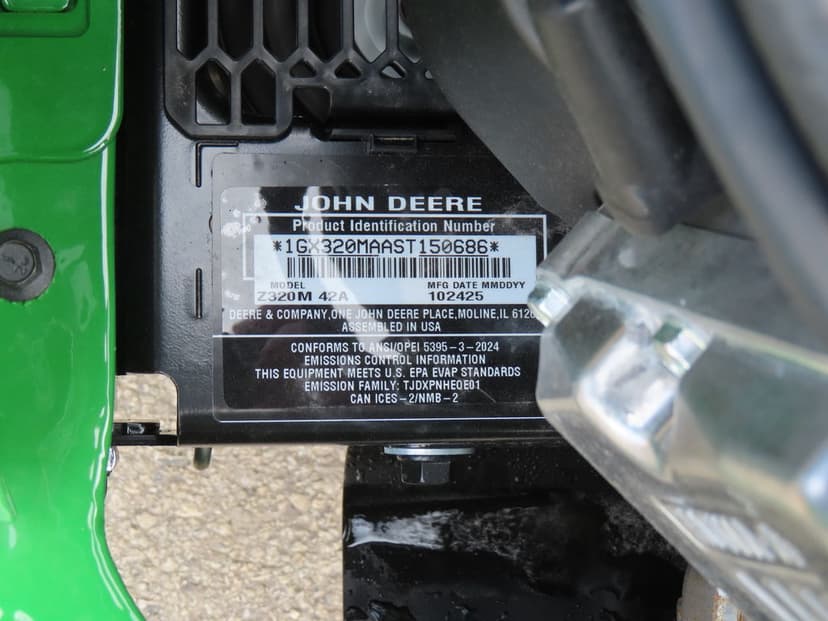 JOHN DEERE
Product Identification Number
*1GX320MAAST150686*
MODEL MFG DATE MMDDYY
Z320M 42A 102425
DEERE & COMPANY,ONE JOHN DEERE PLACE,MOLINE,IL
ASSEMBLED IN USA
CONFORMS TO ANSI/OPEI 5395-3-2024
EMISSIONS CONTROL INFORMATION
THIS EQUIPMENT MEETS U.S. EPA EVAP STANDARDS
EMISSION FAMILY: TJDXPNHEQE01
CAN ICES-2/NMB-2